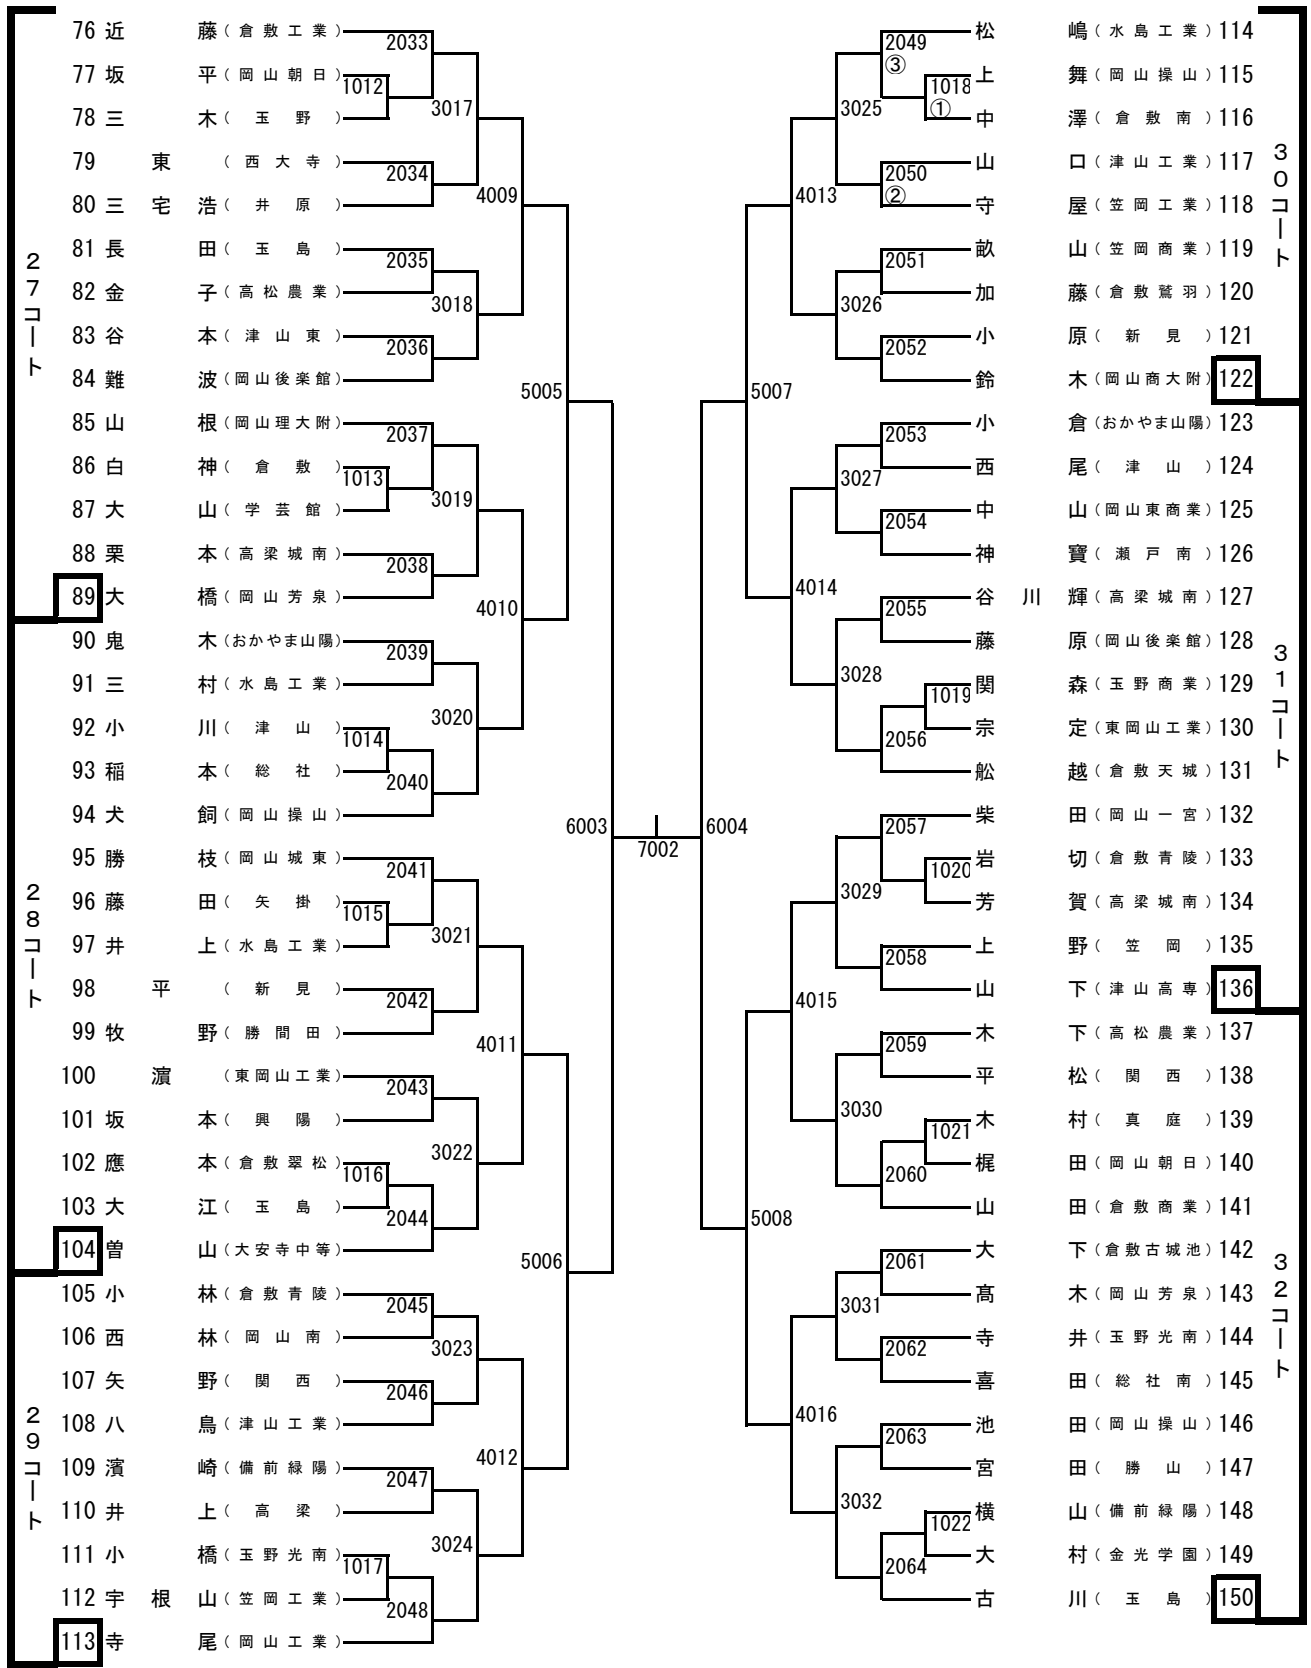 27コート
76 近藤 (倉敷工業)
77 坂平 (岡山朝日)
78 三木 (玉野)
79 東 (西大寺)
80 三宅浩 (井原)
81 長田 (玉島)
82 金子 (高松農業)
83 谷本 (津山東)
84 難波 (岡山後楽館)
85 山根 (岡山理大附)
86 白神 (倉敷)
87 大山 (学芸館)
88 栗本 (高梁城南)
89 大橋 (岡山芳泉)
28コート
90 鬼木 (おかやま山陽)
91 三村 (水島工業)
92 小川 (津山)
93 稲本 (総社)
94 犬飼 (岡山操山)
95 勝枝 (岡山城東)
96 藤田 (矢掛)
97 井上 (水島工業)
98 平 (新見)
99 牧野 (勝間田)
100 濵 (東岡山工業)
101 坂本 (興陽)
102 應本 (倉敷翠松)
103 大江 (玉島)
104 曽山 (大安寺中等)
29コート
105 小林 (倉敷青陵)
106 西林 (岡山南)
107 矢野 (関西)
108 八鳥 (津山工業)
109 濱崎 (備前緑陽)
110 井上 (高梁)
111 小橋 (玉野光南)
112 宇根山 (笠岡工業)
113 寺尾 (岡山工業)
1012
1013
1014
1015
1016
1017
2033
2034
2035
2036
2037
2038
2039
2040
2041
2042
2043
2044
2045
2046
2047
2048
3017
3018
3019
3020
3021
3022
3023
3024
4009
4010
4011
4012
5005
5006
6003
7002
6004
5007
5008
4013
4014
4015
4016
3025
3026
3027
3028
3029
3030
3031
3032
2049
③
2050
②
2051
2052
2053
2054
2055
2056
2057
2058
2059
2060
2061
2062
2063
2064
1018
①
1019
1020
1021
1022
30コート
松嶋 (水島工業) 114
上舞 (岡山操山) 115
中澤 (倉敷南) 116
山口 (津山工業) 117
守屋 (笠岡工業) 118
畝山 (笠岡商業) 119
加藤 (倉敷鷲羽) 120
小原 (新見) 121
鈴木 (岡山商大附) 122
31コート
小倉 (おかやま山陽) 123
西尾 (津山) 124
中山 (岡山東商業) 125
神寶 (瀬戸南) 126
谷川輝 (高梁城南) 127
藤原 (岡山後楽館) 128
関森 (玉野商業) 129
宗定 (東岡山工業) 130
舩越 (倉敷天城) 131
柴田 (岡山一宮) 132
岩切 (倉敷青陵) 133
芳賀 (高梁城南) 134
上野 (笠岡) 135
山下 (津山高専) 136
32コート
木下 (高松農業) 137
平松 (関西) 138
木村 (真庭) 139
梶田 (岡山朝日) 140
山田 (倉敷商業) 141
大下 (倉敷古城池) 142
髙木 (岡山芳泉) 143
寺井 (玉野光南) 144
喜田 (総社南) 145
池田 (岡山操山) 146
宮田 (勝山) 147
横山 (備前緑陽) 148
大村 (金光学園) 149
古川 (玉島) 150